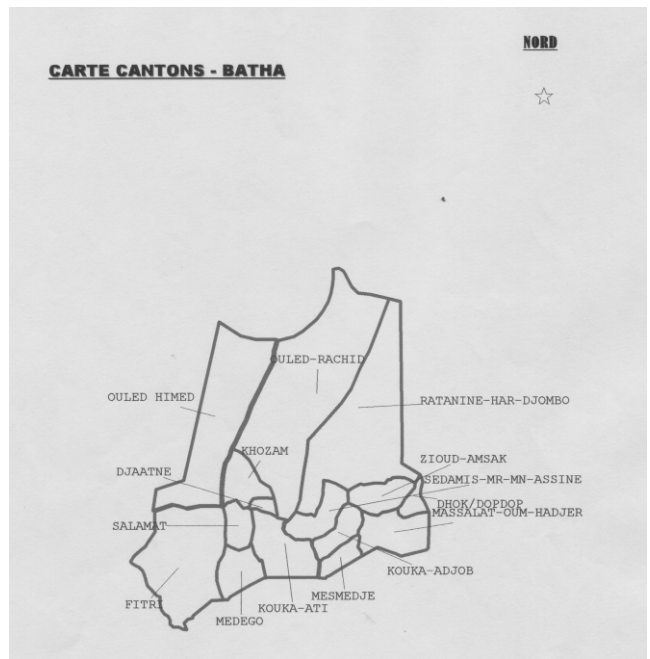 NORD
CARTE CANTONS - BATHA
OULED-RACHID
OULED HIMED
RATANINE-HAR-DJOMBO
KHOZAM
ZIOUD-AMSAK
DJAATNE
SEDAMIS-MR-MN-ASSINE
DHOK/DOPDOP
MASSALAT-OUM-HADJER
SALAMAT
KOUKA-ADJOB
MESMEDJE
FITRI
KOUKA-ATI
MEDEGO